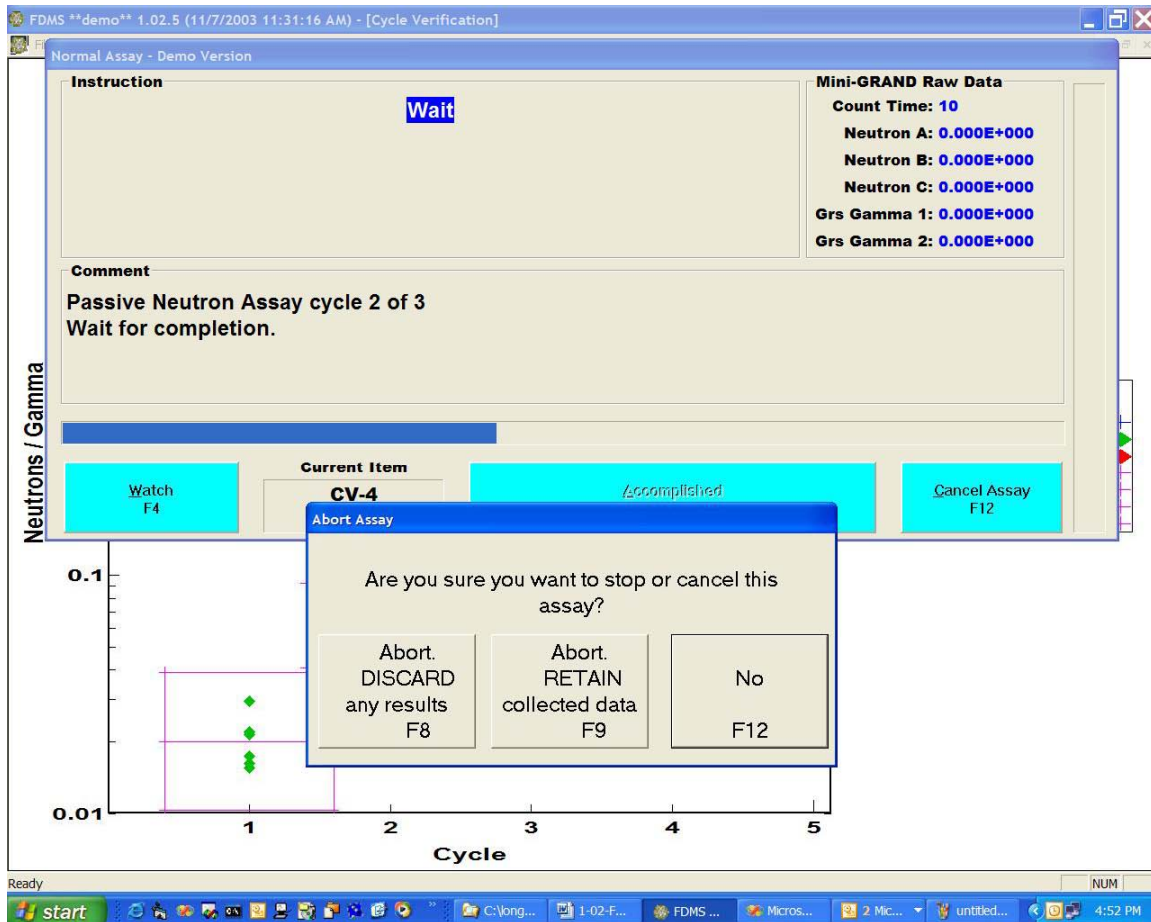 FDMS **demo** 1.02.5 (11/7/2003 11:31:16 AM) - [Cycle Verification]
Normal Assay - Demo Version
Instruction
Wait
Mini-GRAND Raw Data
Count Time: 10
Neutron A: 0.000E+000
Neutron B: 0.000E+000
Neutron C: 0.000E+000
Grs Gamma 1: 0.000E+000
Grs Gamma 2: 0.000E+000
Comment
Passive Neutron Assay cycle 2 of 3
Wait for completion.
Neutrons / Gamma
Watch
F4
Current Item
CV-4
Accomplished
Cancel Assay
F12
Abort Assay
Are you sure you want to stop or cancel this
assay?
Abort.
DISCARD
any results
F8
Abort.
RETAIN
collected data
F9
No
F12
0.1
0.01
1 2 3 4 5
Cycle
Ready
NUM
start
C:\long...
1-02-F...
FDMS ...
Micros...
2 Mic...
untitled...
4:52 PM